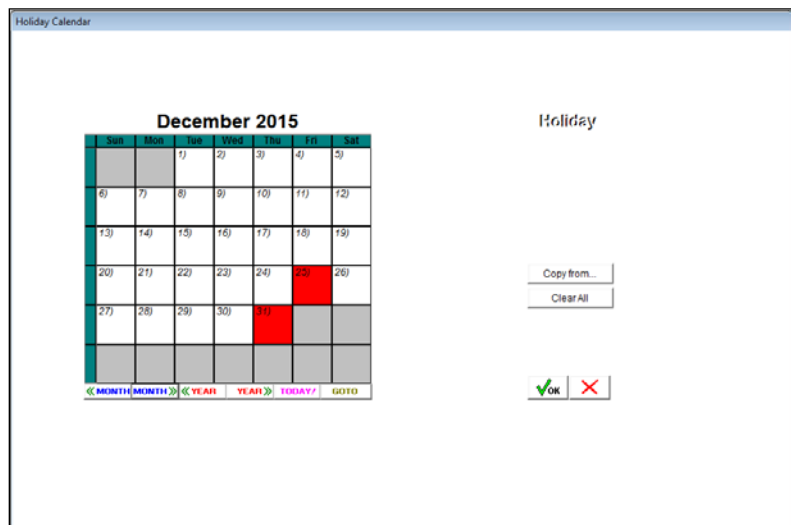 Holiday Calendar
December 2015
Holiday
Sun Mon Tue Wed Thu Fri Sat
1) 2) 3) 4) 5)
6) 7) 8) 9) 10) 11) 12)
13) 14) 15) 16) 17) 18) 19)
20) 21) 22) 23) 24) 25) 26)
Copy from...
Clear All
27) 28) 29) 30) 31)
MONTH MONTH YEAR YEAR TODAY! GOTO
OK